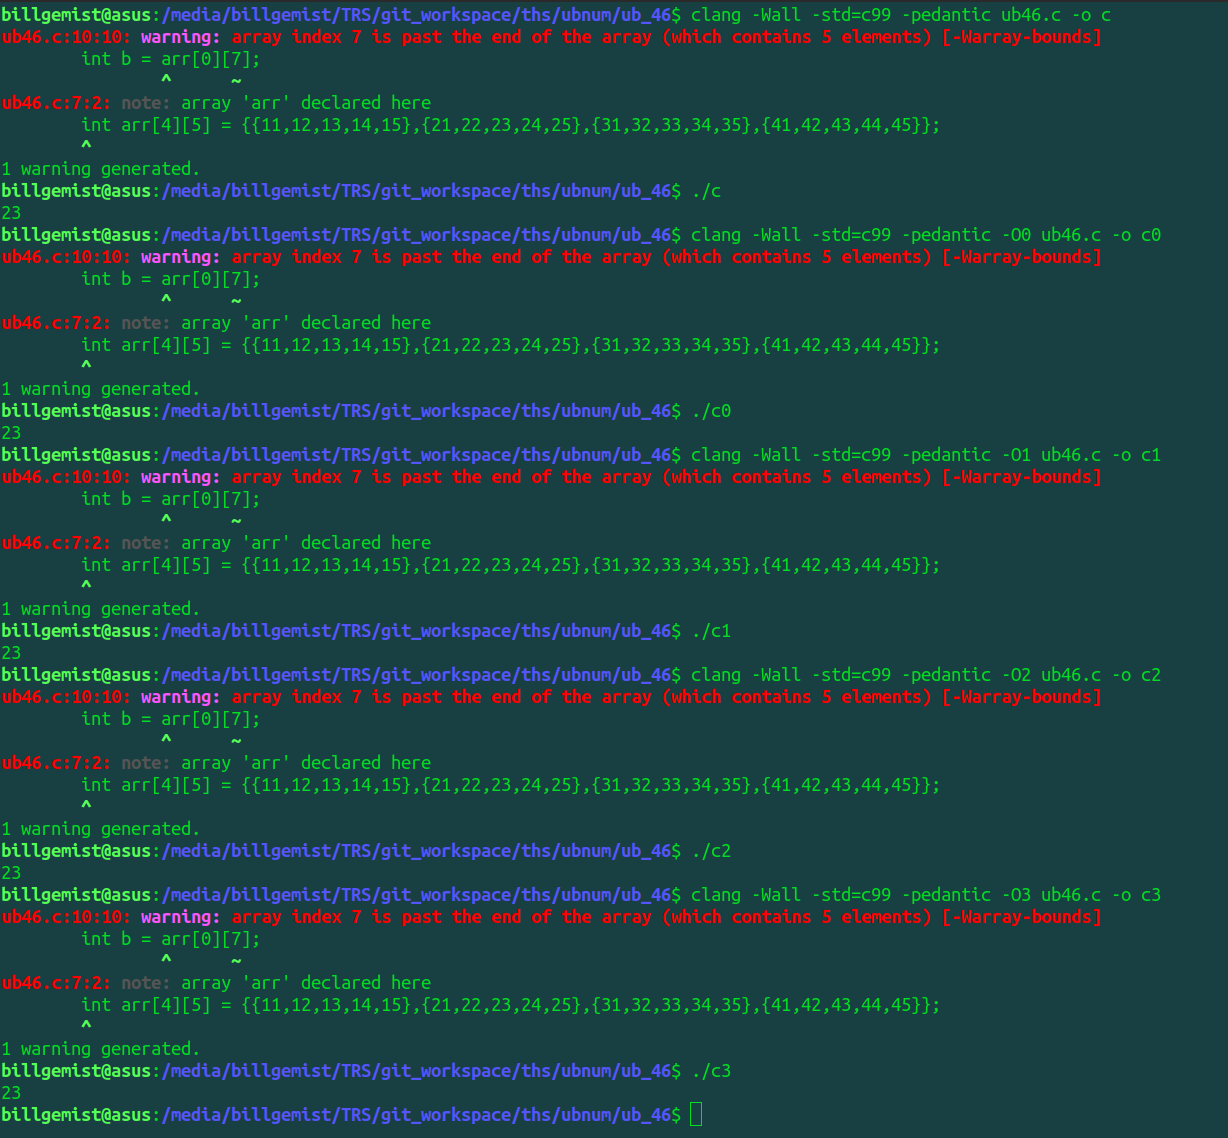 billgemist@asus:/media/billgemist/TRS/git_workspace/ths/ubnum/ub_46$ clang -Wall -std=c99 -pedantic ub46.c -o c
ub46.c:10:10: warning: array index 7 is past the end of the array (which contains 5 elements) [-Warray-bounds]
        int b = arr[0][7];
                ^      ~
ub46.c:7:2: note: array 'arr' declared here
        int arr[4][5] = {{11,12,13,14,15},{21,22,23,24,25},{31,32,33,34,35},{41,42,43,44,45}};
        ^
1 warning generated.
billgemist@asus:/media/billgemist/TRS/git_workspace/ths/ubnum/ub_46$ ./c
23
billgemist@asus:/media/billgemist/TRS/git_workspace/ths/ubnum/ub_46$ clang -Wall -std=c99 -pedantic -O0 ub46.c -o c0
ub46.c:10:10: warning: array index 7 is past the end of the array (which contains 5 elements) [-Warray-bounds]
        int b = arr[0][7];
                ^      ~
ub46.c:7:2: note: array 'arr' declared here
        int arr[4][5] = {{11,12,13,14,15},{21,22,23,24,25},{31,32,33,34,35},{41,42,43,44,45}};
        ^
1 warning generated.
billgemist@asus:/media/billgemist/TRS/git_workspace/ths/ubnum/ub_46$ ./c0
23
billgemist@asus:/media/billgemist/TRS/git_workspace/ths/ubnum/ub_46$ clang -Wall -std=c99 -pedantic -O1 ub46.c -o c1
ub46.c:10:10: warning: array index 7 is past the end of the array (which contains 5 elements) [-Warray-bounds]
        int b = arr[0][7];
                ^      ~
ub46.c:7:2: note: array 'arr' declared here
        int arr[4][5] = {{11,12,13,14,15},{21,22,23,24,25},{31,32,33,34,35},{41,42,43,44,45}};
        ^
1 warning generated.
billgemist@asus:/media/billgemist/TRS/git_workspace/ths/ubnum/ub_46$ ./c1
23
billgemist@asus:/media/billgemist/TRS/git_workspace/ths/ubnum/ub_46$ clang -Wall -std=c99 -pedantic -O2 ub46.c -o c2
ub46.c:10:10: warning: array index 7 is past the end of the array (which contains 5 elements) [-Warray-bounds]
        int b = arr[0][7];
                ^      ~
ub46.c:7:2: note: array 'arr' declared here
        int arr[4][5] = {{11,12,13,14,15},{21,22,23,24,25},{31,32,33,34,35},{41,42,43,44,45}};
        ^
1 warning generated.
billgemist@asus:/media/billgemist/TRS/git_workspace/ths/ubnum/ub_46$ ./c2
23
billgemist@asus:/media/billgemist/TRS/git_workspace/ths/ubnum/ub_46$ clang -Wall -std=c99 -pedantic -O3 ub46.c -o c3
ub46.c:10:10: warning: array index 7 is past the end of the array (which contains 5 elements) [-Warray-bounds]
        int b = arr[0][7];
                ^      ~
ub46.c:7:2: note: array 'arr' declared here
        int arr[4][5] = {{11,12,13,14,15},{21,22,23,24,25},{31,32,33,34,35},{41,42,43,44,45}};
        ^
1 warning generated.
billgemist@asus:/media/billgemist/TRS/git_workspace/ths/ubnum/ub_46$ ./c3
23
billgemist@asus:/media/billgemist/TRS/git_workspace/ths/ubnum/ub_46$